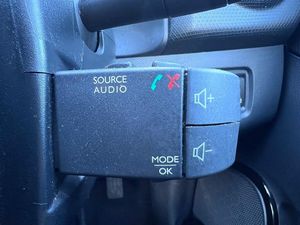 SOURCE
AUDIO
+
-
MODE
OK